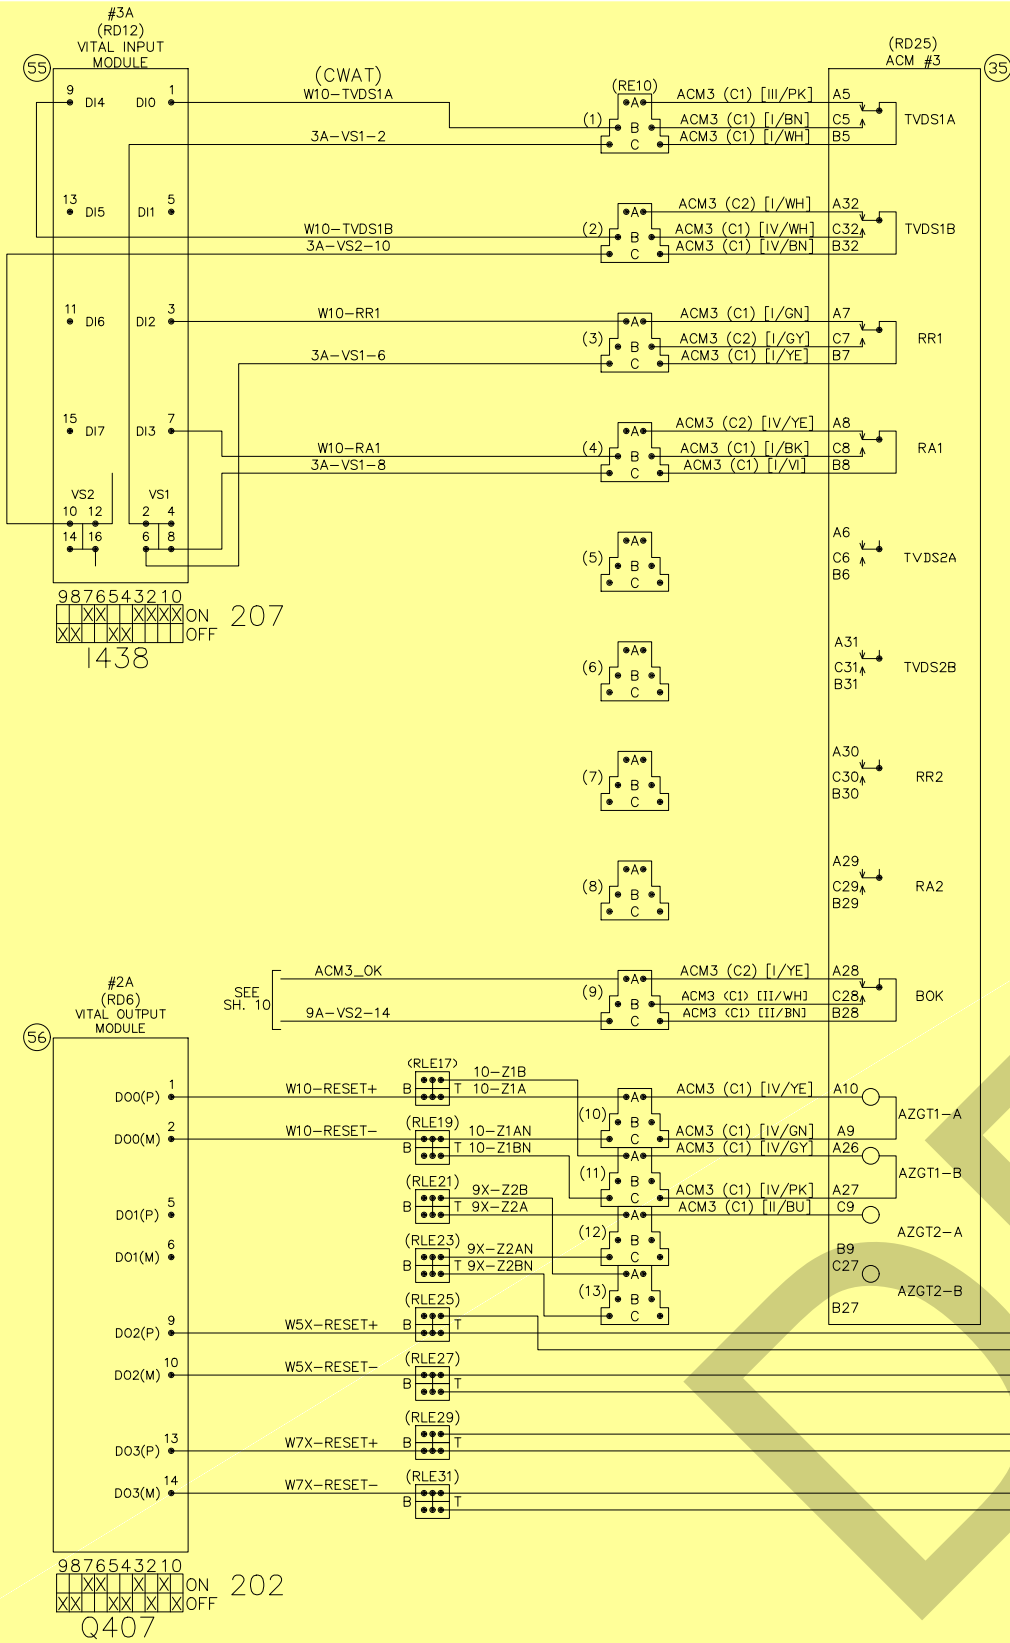 #3A
(RD12)
VITAL INPUT
MODULE
55
9 DI4 DI0 1
13 DI5 DI1 5
11 DI6 DI2 3
15 DI7 DI3 7
VS2 VS1
10 12 2 4
14 16 6 8
9876543210
XX XXXX ON
XX XX OFF
207
I438
(CWAT)
W10-TVDS1A
3A-VS1-2
W10-TVDS1B
3A-VS2-10
W10-RR1
3A-VS1-6
W10-RA1
3A-VS1-8
(RE10)
(1) A B C
(2) A B C
(3) A B C
(4) A B C
(5) A B C
(6) A B C
(7) A B C
(8) A B C
(RD25)
ACM #3
35
ACM3 (C1) [III/PK] A5
ACM3 (C1) [I/BN] C5
ACM3 (C1) [I/WH] B5
TVDS1A
ACM3 (C2) [I/WH] A32
ACM3 (C1) [IV/WH] C32
ACM3 (C1) [IV/BN] B32
TVDS1B
ACM3 (C1) [I/GN] A7
ACM3 (C2) [I/GY] C7
ACM3 (C1) [I/YE] B7
RR1
ACM3 (C2) [IV/YE] A8
ACM3 (C1) [I/BK] C8
ACM3 (C1) [I/VI] B8
RA1
A6
C6
B6
TVDS2A
A31
C31
B31
TVDS2B
A30
C30
B30
RR2
A29
C29
B29
RA2
SEE
SH. 10
ACM3_OK
9A-VS2-14
(9) A B C
ACM3 (C2) [I/YE] A28
ACM3 (C1) [II/WH] C28
ACM3 (C1) [II/BN] B28
BOK
#2A
(RD6)
VITAL OUTPUT
MODULE
56
DO0(P) 1
DO0(M) 2
DO1(P) 5
DO1(M) 6
DO2(P) 9
DO2(M) 10
DO3(P) 13
DO3(M) 14
W10-RESET+
W10-RESET-
W5X-RESET+
W5X-RESET-
W7X-RESET+
W7X-RESET-
(RLE17)
B T
10-Z1B
10-Z1A
(RLE19)
B T
10-Z1AN
10-Z1BN
(RLE21)
B T
9X-Z2B
9X-Z2A
(RLE23)
B T
9X-Z2AN
9X-Z2BN
(RLE25)
B T
(RLE27)
B T
(RLE29)
B T
(RLE31)
B T
(10) A B C
(11) A B C
(12) A B C
(13) A B C
ACM3 (C1) [IV/YE] A10
AZGT1-A
ACM3 (C1) [IV/GN] A9
ACM3 (C1) [IV/GY] A26
AZGT1-B
ACM3 (C1) [IV/PK] A27
ACM3 (C1) [II/BU] C9
AZGT2-A
B9
C27
AZGT2-B
B27
9876543210
XX X X ON
XX XX X X OFF
202
Q407